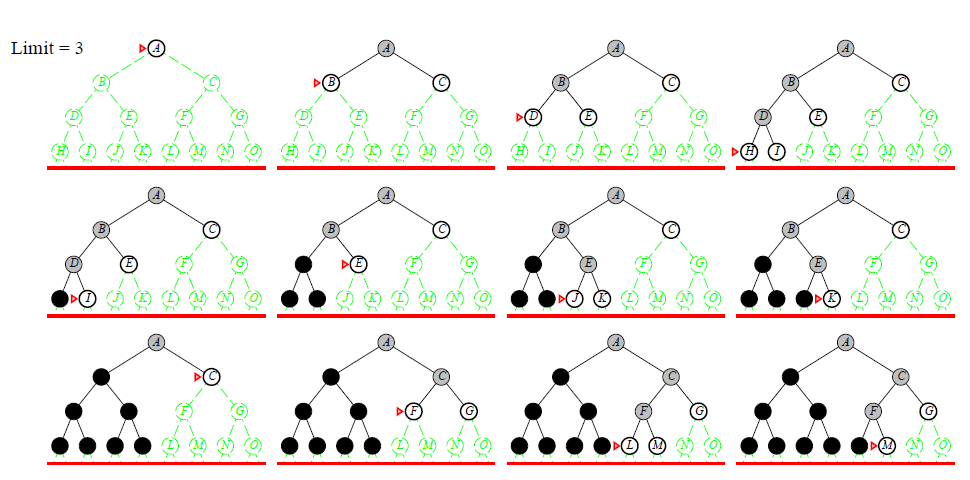 Limit = 3 A A A A
B C B C B C B C
D E F G D E F G D E F G D E F G
H I J K L M N O H I J K L M N O H I J K L M N O H I J K L M N O
A A A A
B C B C B C B C
D E F G E F G E F G E F G
I J K L M N O J K L M N O J K L M N O K L M N O
A A A A
C C C C
F G F G F G F G
L M N O L M N O L M N O M N O